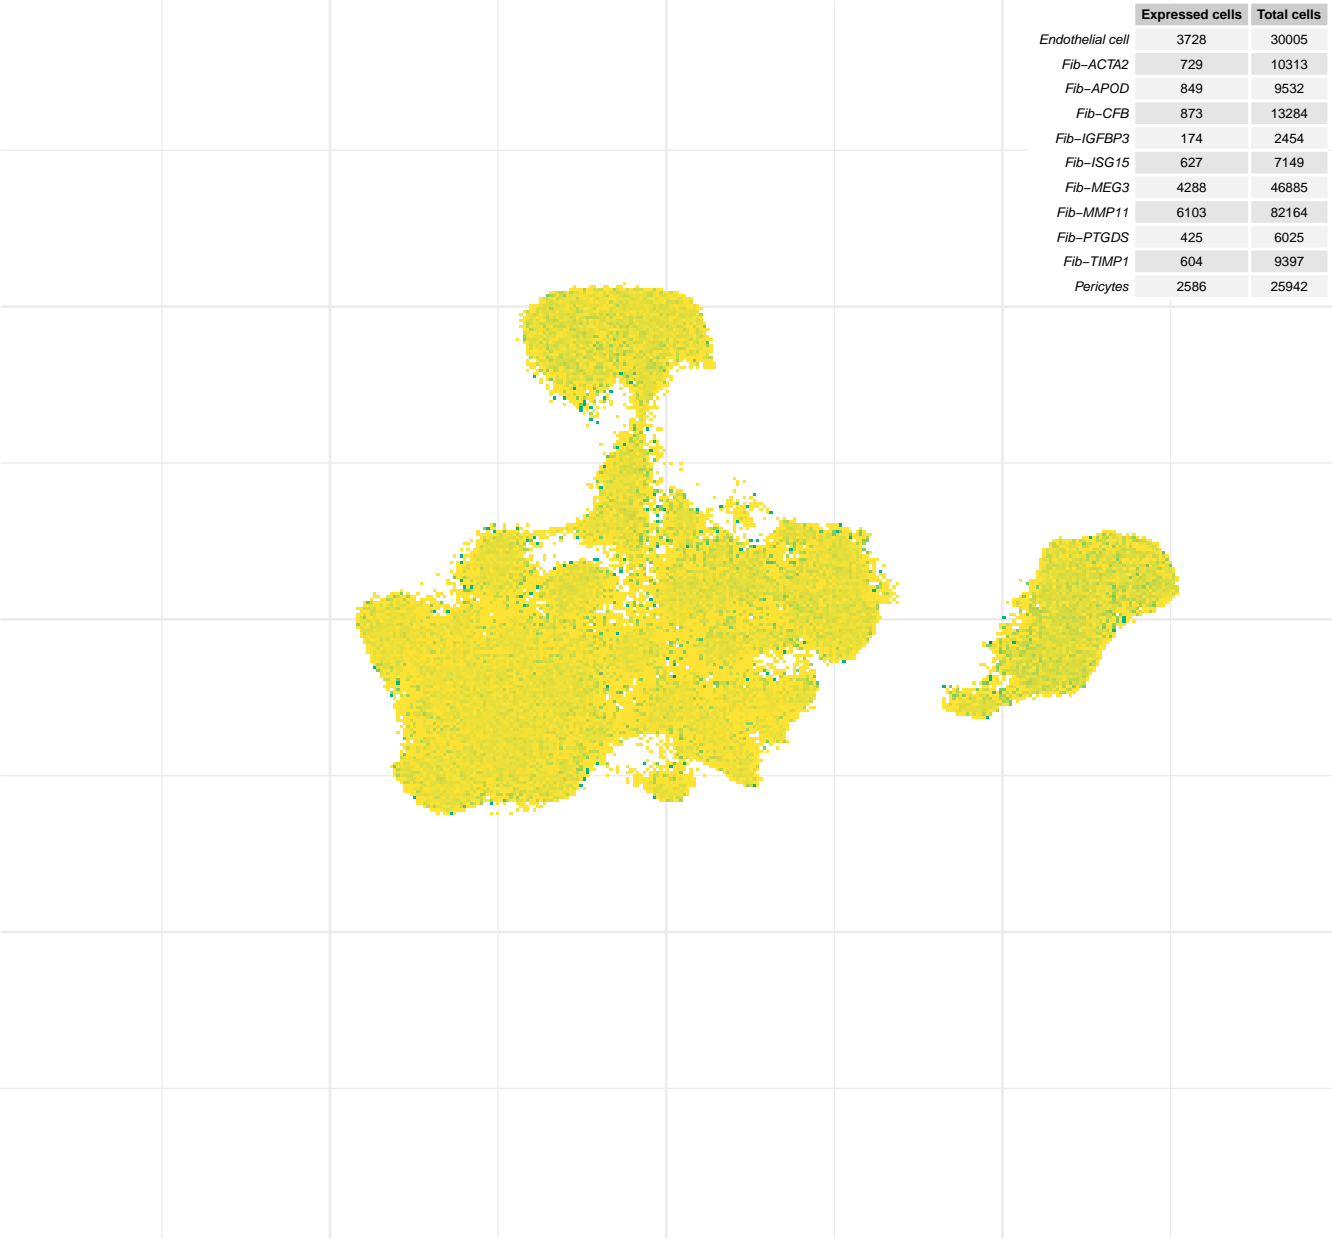 Expressed cells Total cells
Endothelial cell 3728 30005
Fib−ACTA2 729 10313
Fib−APOD 849 9532
Fib−CFB 873 13284
Fib−IGFBP3 174 2454
Fib−ISG15 627 7149
Fib−MEG3 4288 46885
Fib−MMP11 6103 82164
Fib−PTGDS 425 6025
Fib−TIMP1 604 9397
Pericytes 2586 25942